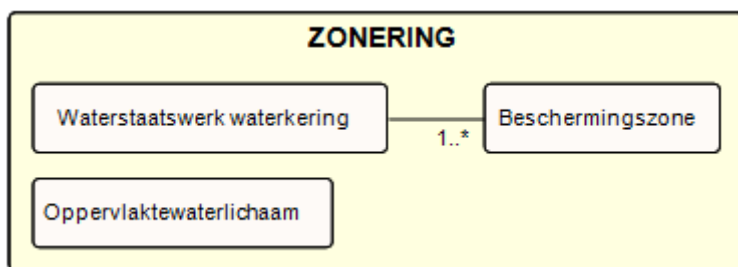 ZONERING
Waterstaatswerk waterkering
Beschermingszone
1..*
Oppervlaktewaterlichaam